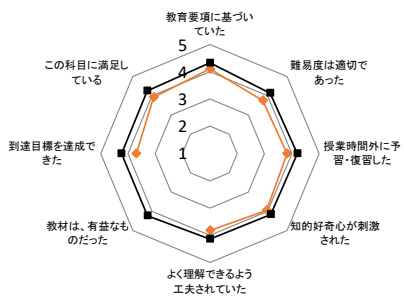 教育要項に基づい
ていた
難易度は適切で
あった
授業時間外に予
習・復習した
知的好奇心が刺激
された
よく理解できるよう
工夫されていた
教材は、有益なも
のだった
到達目標を達成で
きた
この科目に満足し
ている
5
4
3
2
1